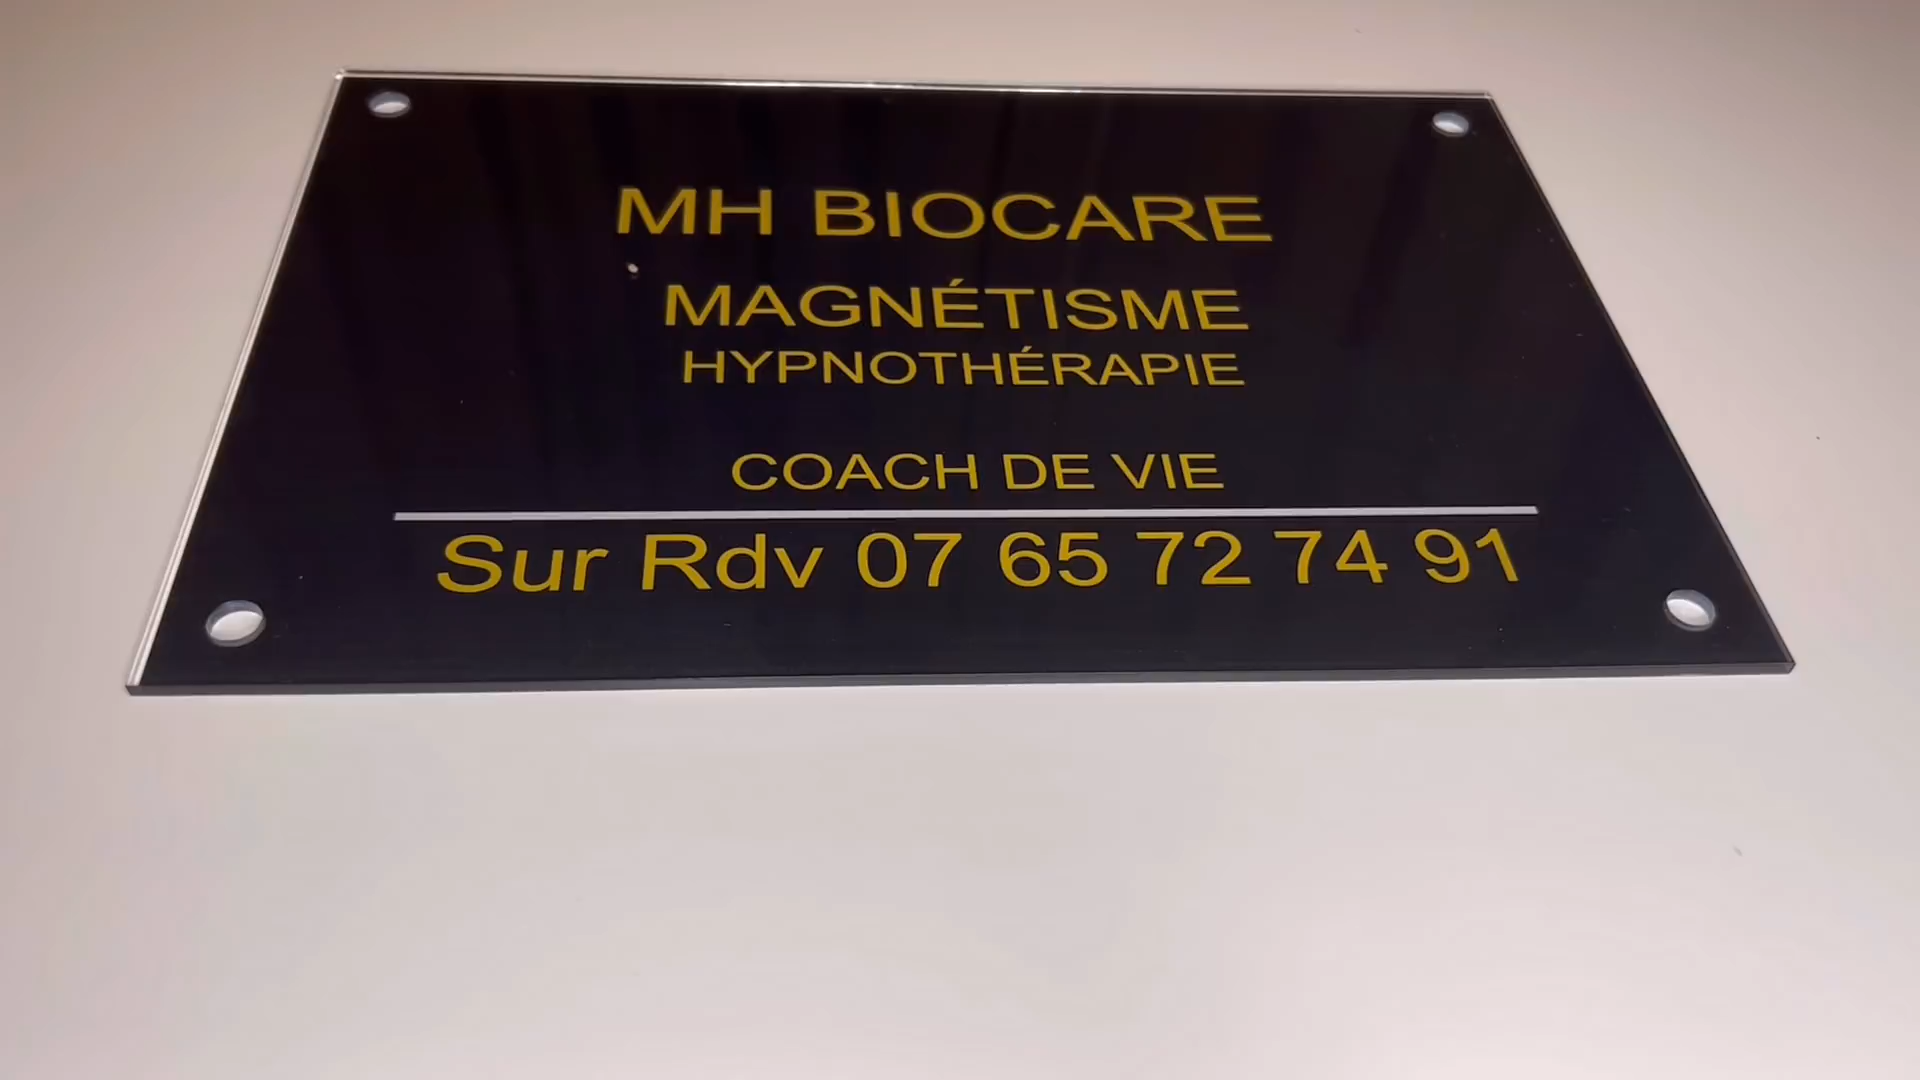 MH BIOCARE
MAGNÉTISME
HYPNOTHÉRAPIE
COACH DE VIE
Sur Rdv 07 65 72 74 91